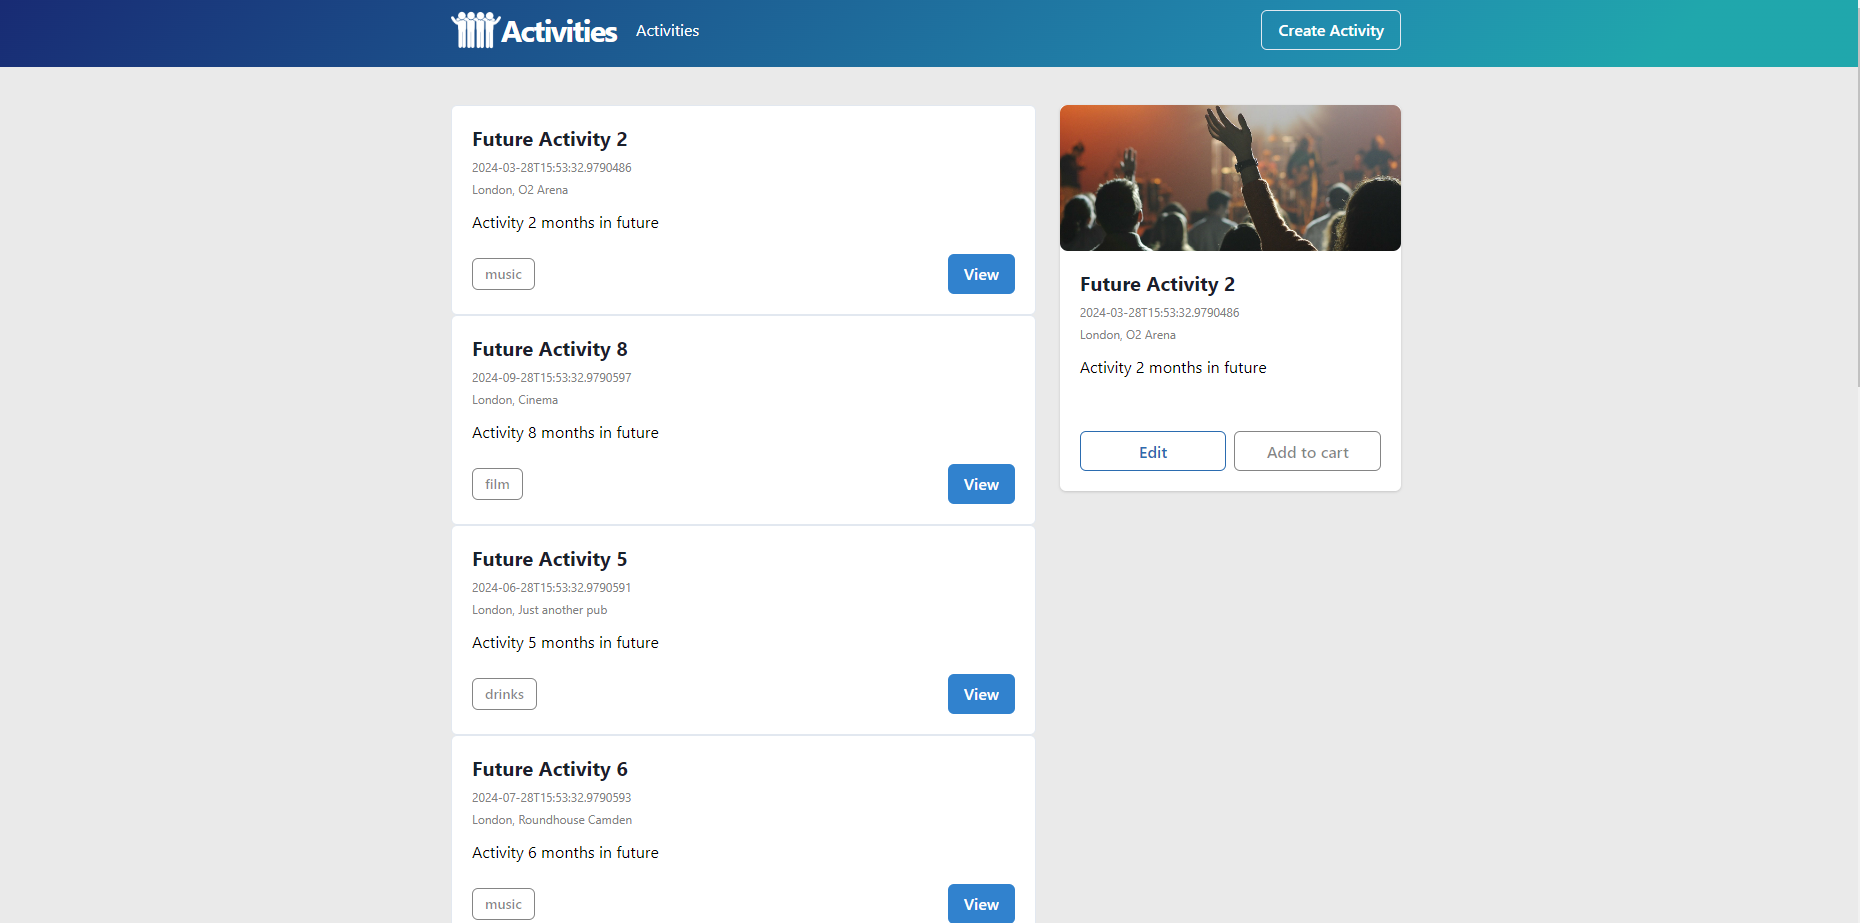 Activities
Activities
Create Activity
Future Activity 2
2024-03-28T15:53:32.9790486
London, O2 Arena
Activity 2 months in future
music
View
Future Activity 8
2024-09-28T15:53:32.9790597
London, Cinema
Activity 8 months in future
film
View
Future Activity 5
2024-06-28T15:53:32.9790591
London, Just another pub
Activity 5 months in future
drinks
View
Future Activity 6
2024-07-28T15:53:32.9790593
London, Roundhouse Camden
Activity 6 months in future
music
View
Future Activity 2
2024-03-28T15:53:32.9790486
London, O2 Arena
Activity 2 months in future
Edit
Add to cart